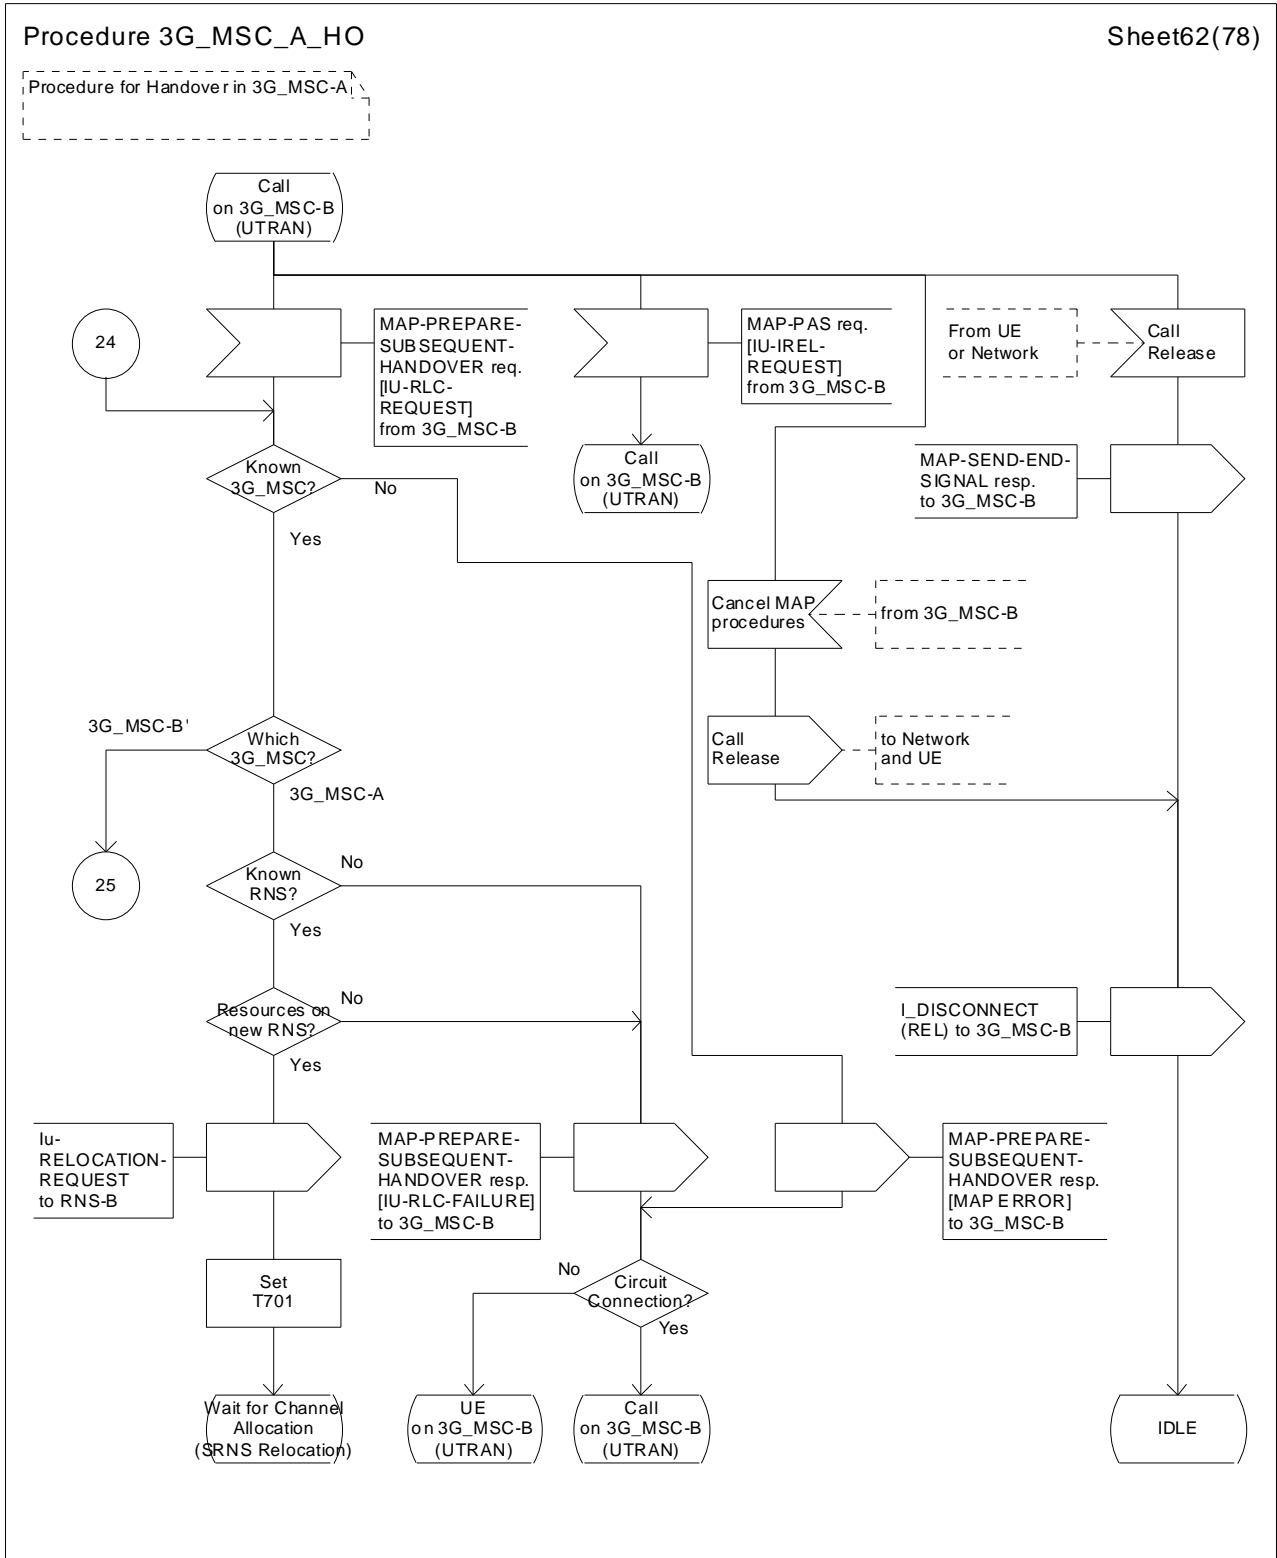 Procedure 3G_MSC_A_HO
Sheet62(78)
Procedure for Handover in 3G_MSC-A
Call
on 3G_MSC-B
(UTRAN)
24
MAP-PREPARE-
SUBSEQUENT-
HANDOVER req.
[IU-RLC-
REQUEST]
from 3G_MSC-B
MAP-PAS req.
[IU-IREL-
REQUEST]
from 3G_MSC-B
From UE
or Network
Call
Release
Known
3G_MSC?
No
Yes
Call
on 3G_MSC-B
(UTRAN)
MAP-SEND-END-
SIGNAL resp.
to 3G_MSC-B
Cancel MAP
procedures
from 3G_MSC-B
3G_MSC-B'
Which
3G_MSC?
3G_MSC-A
Call
Release
to Network
and UE
25
Known
RNS?
No
Yes
Resources on
new RNS?
No
Yes
I_DISCONNECT
(REL) to 3G_MSC-B
Iu-
RELOCATION-
REQUEST
to RNS-B
MAP-PREPARE-
SUBSEQUENT-
HANDOVER resp.
[IU-RLC-FAILURE]
to 3G_MSC-B
MAP-PREPARE-
SUBSEQUENT-
HANDOVER resp.
[MAP ERROR]
to 3G_MSC-B
Set
T701
No
Circuit
Connection?
Yes
Wait for Channel
Allocation
(SRNS Relocation)
UE
on 3G_MSC-B
(UTRAN)
Call
on 3G_MSC-B
(UTRAN)
IDLE